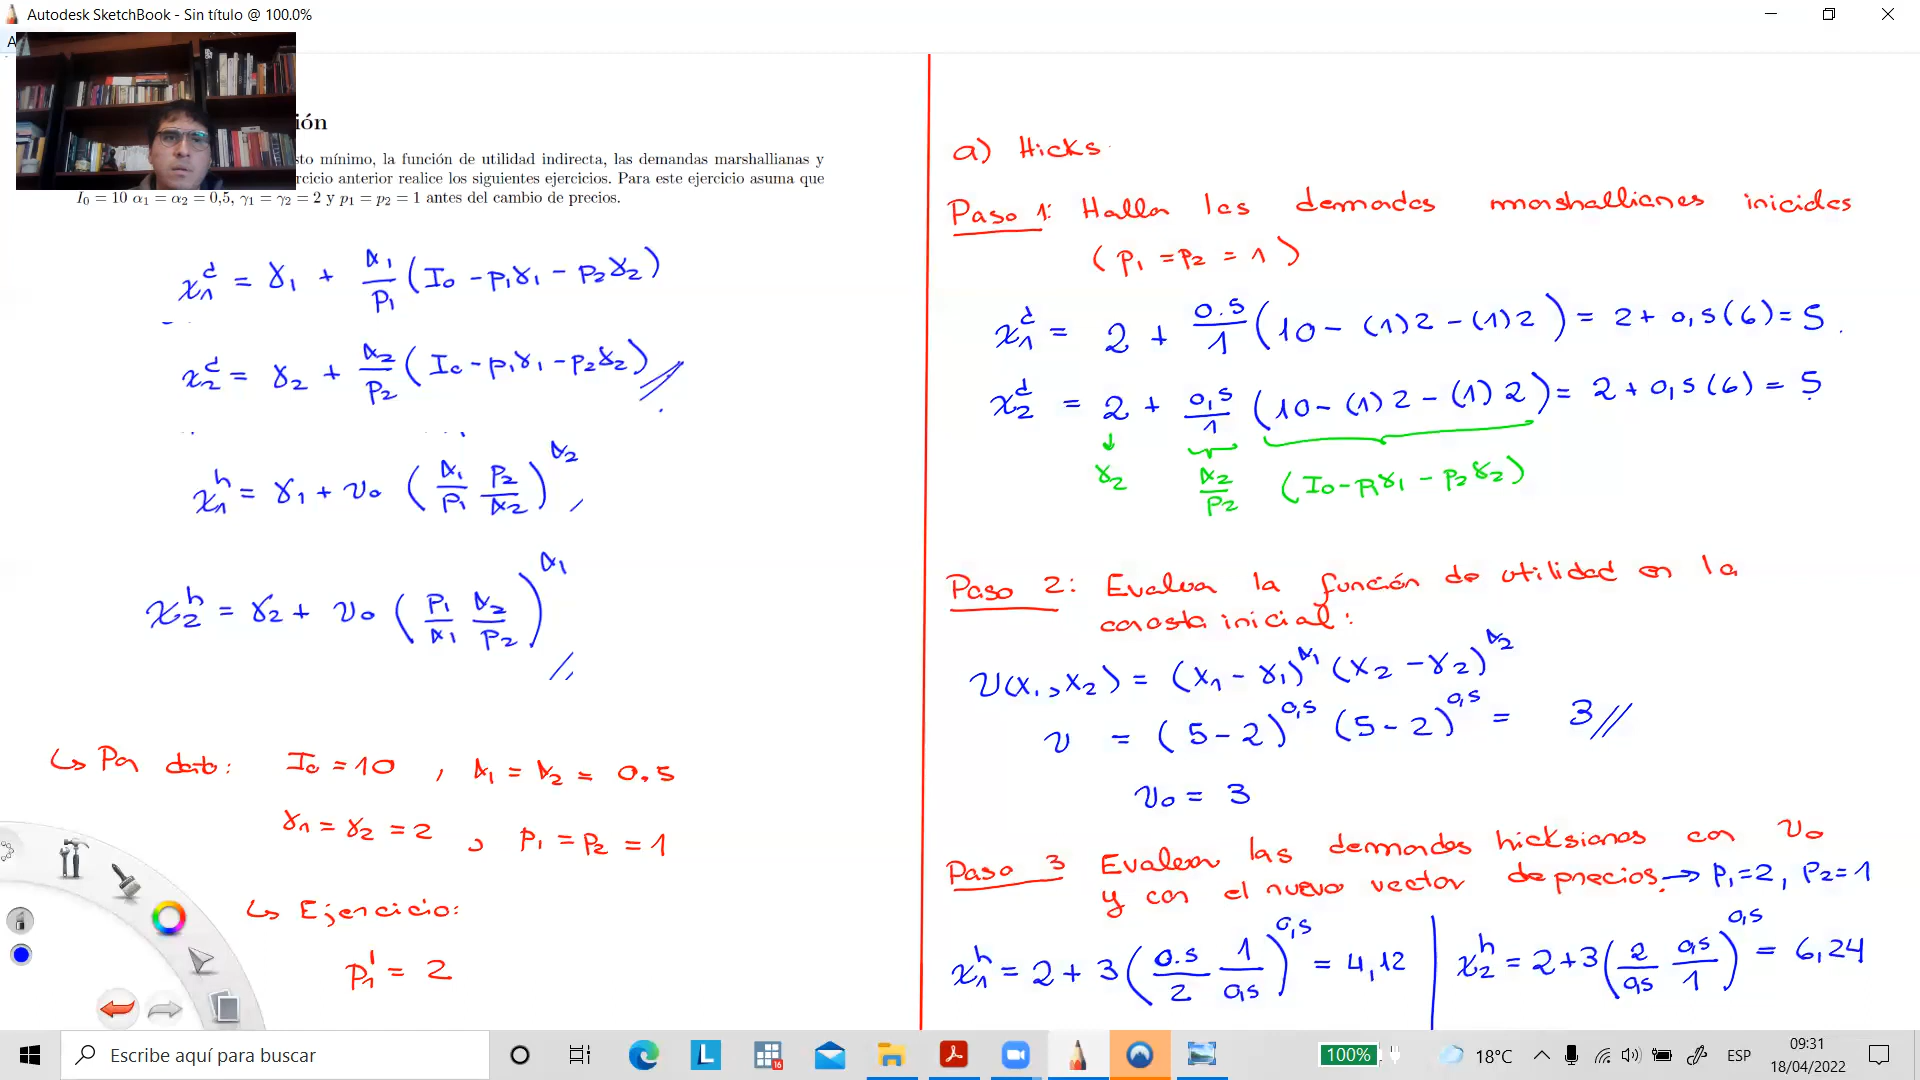 Autodesk SketchBook - Sin título @ 100.0%
A
ión
sto mínimo, la función de utilidad indirecta, las demandas marshallianas y
rcicio anterior realice los siguientes ejercicios. Para este ejercicio asuma que
I₀ = 10 α₁ = α₂ = 0,5, γ₁ = γ₂ = 2 y p₁ = p₂ = 1 antes del cambio de precios.
x₁ᵈ = γ₁ + α₁/p₁ (I₀ - p₁γ₁ - p₂γ₂)
x₂ᵈ = γ₂ + α₂/p₂ (I₀ - p₁γ₁ - p₂γ₂) //
x₁ʰ = γ₁ + v₀ (α₁/p₁ p₂/α₂)^α₂ /
x₂ʰ = γ₂ + v₀ (p₁/α₁ α₂/p₂)^α₁ //
↳ Por dato: I₀ = 10 , α₁ = α₂ = 0.5
γ₁ = γ₂ = 2 , p₁ = p₂ = 1
↳ Ejercicio:
p₁' = 2
a) Hicks
Paso 1: Hallar las demandas marshallianas iniciales
(p₁ = p₂ = 1)
x₁ᵈ = 2 + 0.5/1 (10 - (1)2 - (1)2) = 2 + 0,5(6) = 5.
x₂ᵈ = 2 + 0,5/1 (10 - (1)2 - (1)2) = 2 + 0,5(6) = 5
↓
γ₂ α₂/p₂ (I₀ - p₁γ₁ - p₂γ₂)
Paso 2: Evaluar la función de utilidad en la
canasta inicial:
U(x₁, x₂) = (x₁ - γ₁)^α₁ (x₂ - γ₂)^α₂
v = (5 - 2)^0,5 (5 - 2)^0,5 = 3 //
v₀ = 3
Paso 3 Evaluar las demandas hicksianas con v₀
y con el nuevo vector de precios. → p₁=2, p₂=1
x₁ʰ = 2 + 3 (0.5/2 1/0,5)^0,5 = 4,12 | x₂ʰ = 2 + 3 (2/0,5 0,5/1)^0,5 = 6,24
Escribe aquí para buscar
L
16
100%
18°C
ESP
09:31
18/04/2022